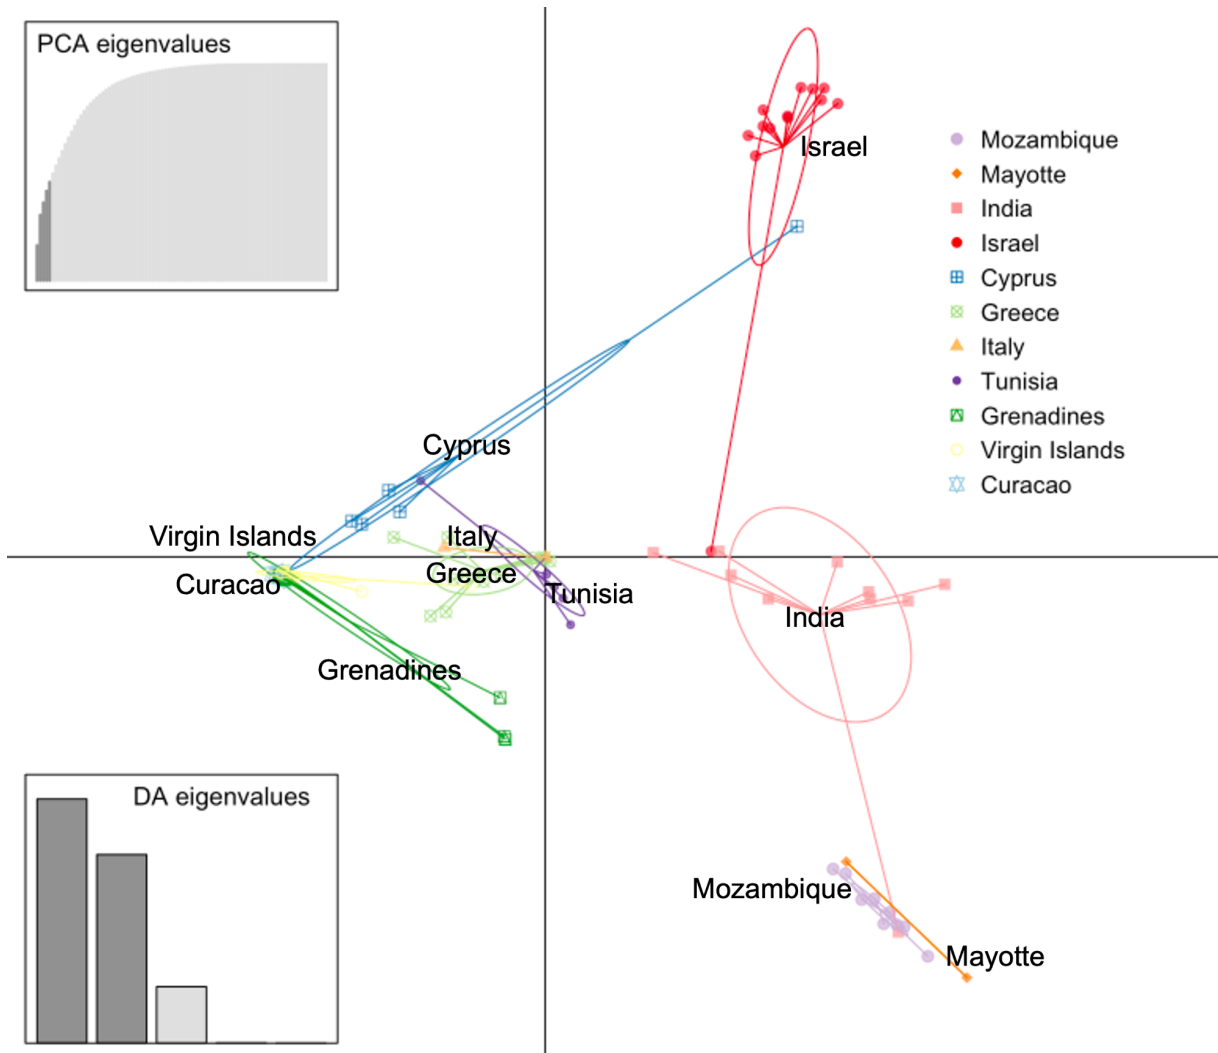 PCA eigenvalues
Israel
Mozambique
Mayotte
India
Israel
Cyprus
Greece
Italy
Tunisia
Grenadines
Virgin Islands
Curacao
Cyprus
Virgin Islands
Italy
Curacao
Greece
Tunisia
India
Grenadines
DA eigenvalues
Mozambique
Mayotte